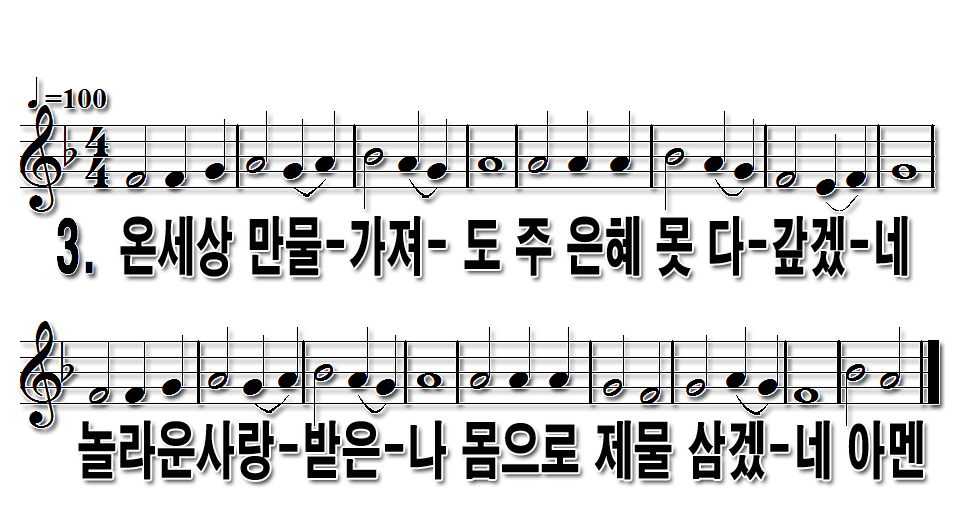 ♩=100
3. 온세상 만물-가져- 도 주 은혜 못 다-갚겠-네
놀라운사랑-받은-나 몸으로 제물 삼겠-네 아멘